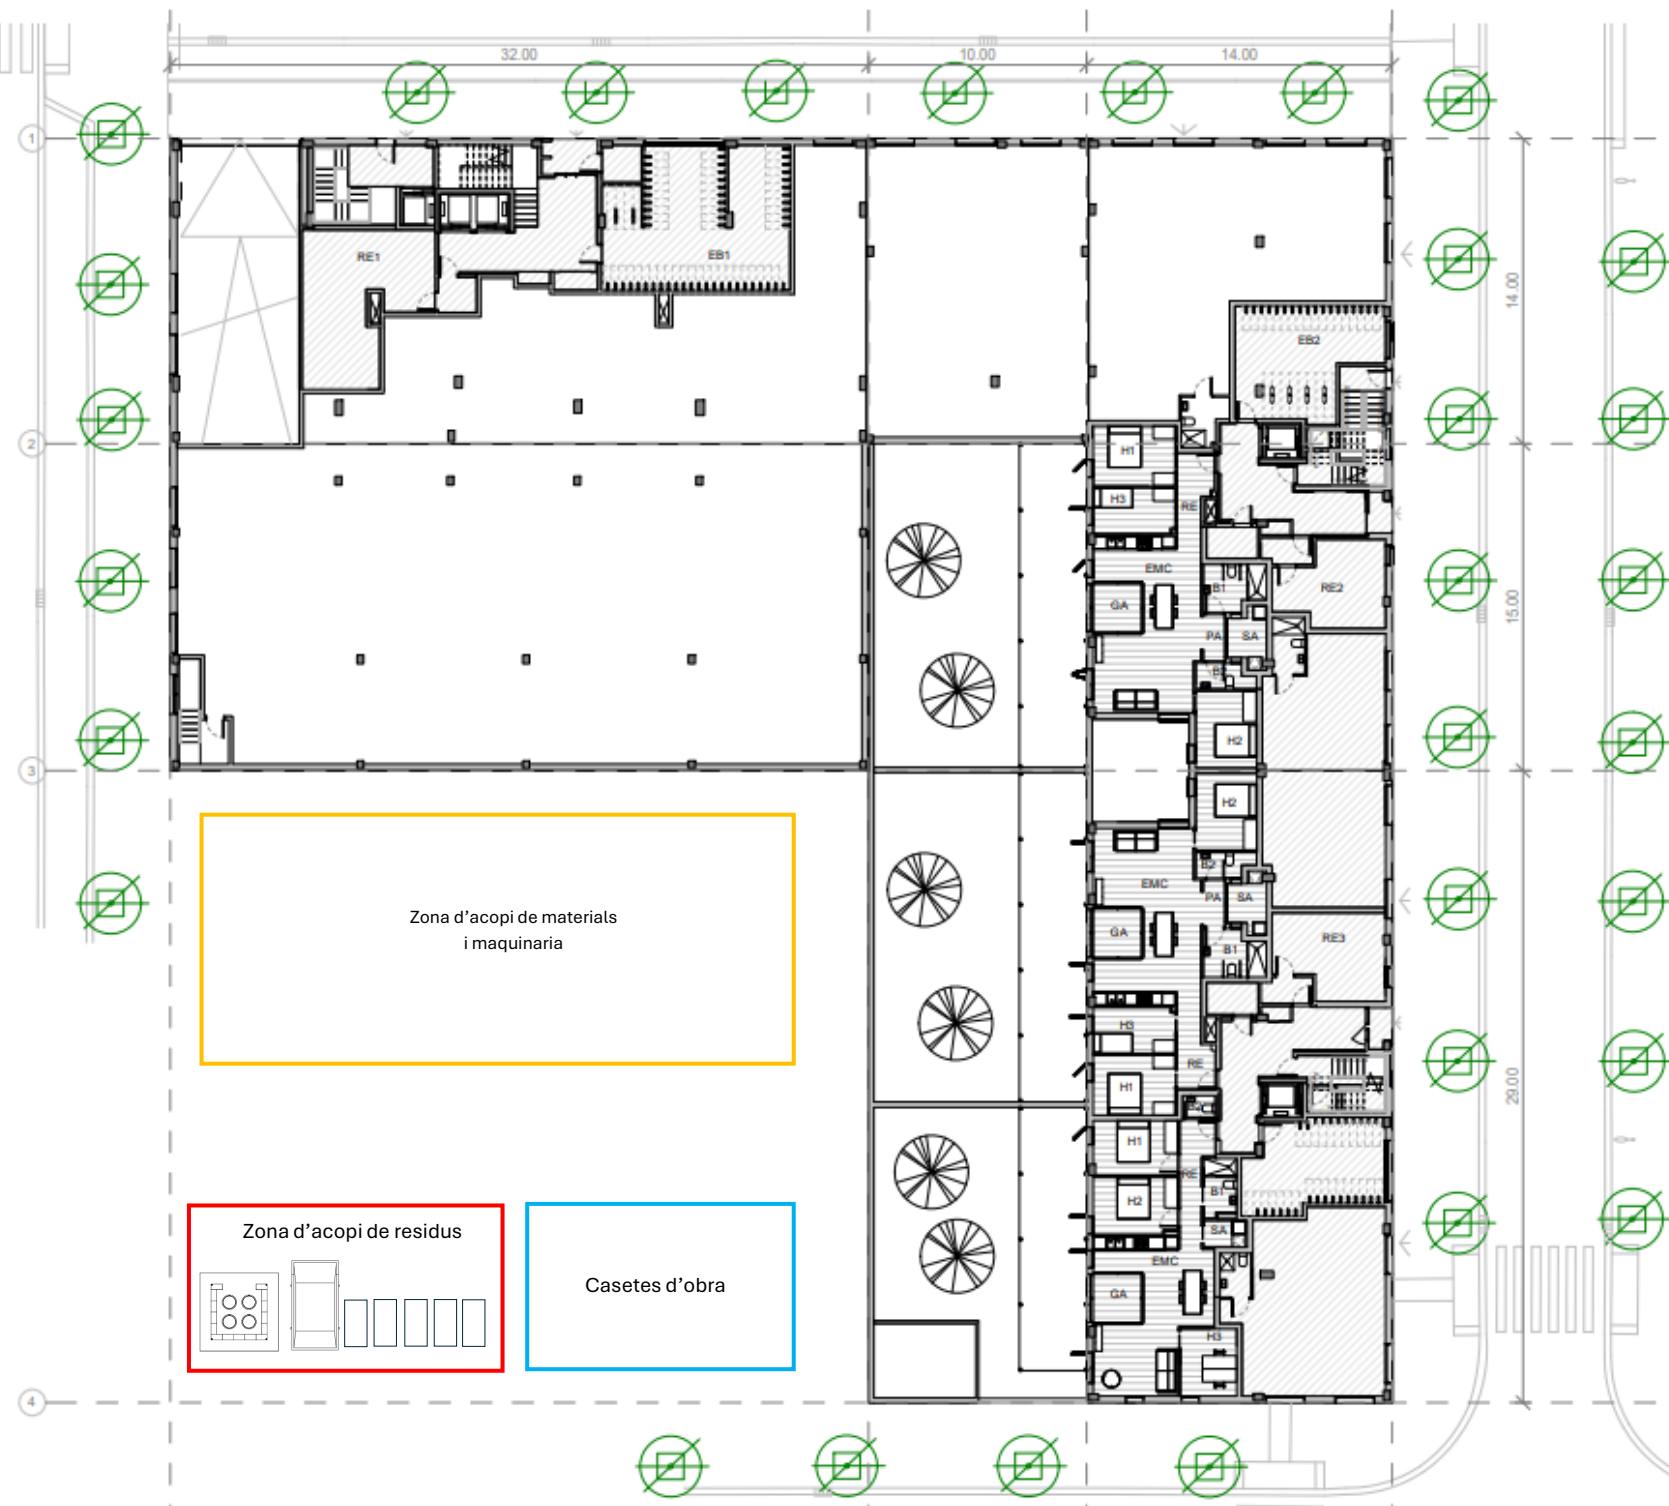 32.00
10.00
14.00
1
RE1
EB1
14.00
EB2
2
H1
H3
RE
EMC
B1
RE2
GA
15.00
PA
SA
B2
H2
3
H2
B2
EMC
PA
SA
GA
RE3
B1
Zona d'acopi de materials
i maquinaria
H3
RE
H1
29.00
H1
RE
B1
H2
SA
Zona d'acopi de residus
EMC
Casetes d'obra
GA
H3
4